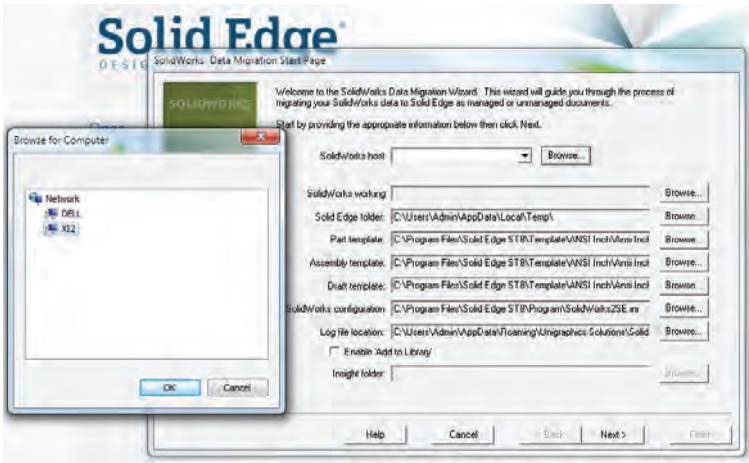 Solid Edge
DESIG
SolidWorks Data Migration Start Page
SOLIDWORKS
Welcome to the SolidWorks Data Migration Wizard. This wizard will guide you through the process of
migrating your SolidWorks data to Solid Edge as managed or unmanaged documents.
Start by providing the appropriate information below then click Next.
SolidWorks host
Browse...
SolidWorks working
Browse...
Solid Edge folder: C:\Users\Admin\AppData\Local\Temp\
Browse...
Part template: C:\Program Files\Solid Edge ST8\Template\ANSI Inch\Ansi Incl
Browse...
Assembly template: C:\Program Files\Solid Edge ST8\Template\ANSI Inch\Ansi Incl
Browse...
Draft template: C:\Program Files\Solid Edge ST8\Template\ANSI Inch\Ansi Incl
Browse...
SolidWorks configuration C:\Program Files\Solid Edge ST8\Program\SolidWorks2SE.ini
Browse...
Log file location: C:\Users\Admin\AppData\Roaming\Unigraphics Solutions\Solid
Browse...
Enable 'Add to Library'
Insight folder:
Browse...
Help
Cancel
< Back
Next >
Finish
Browse for Computer
Network
DELL
X12
OK
Cancel